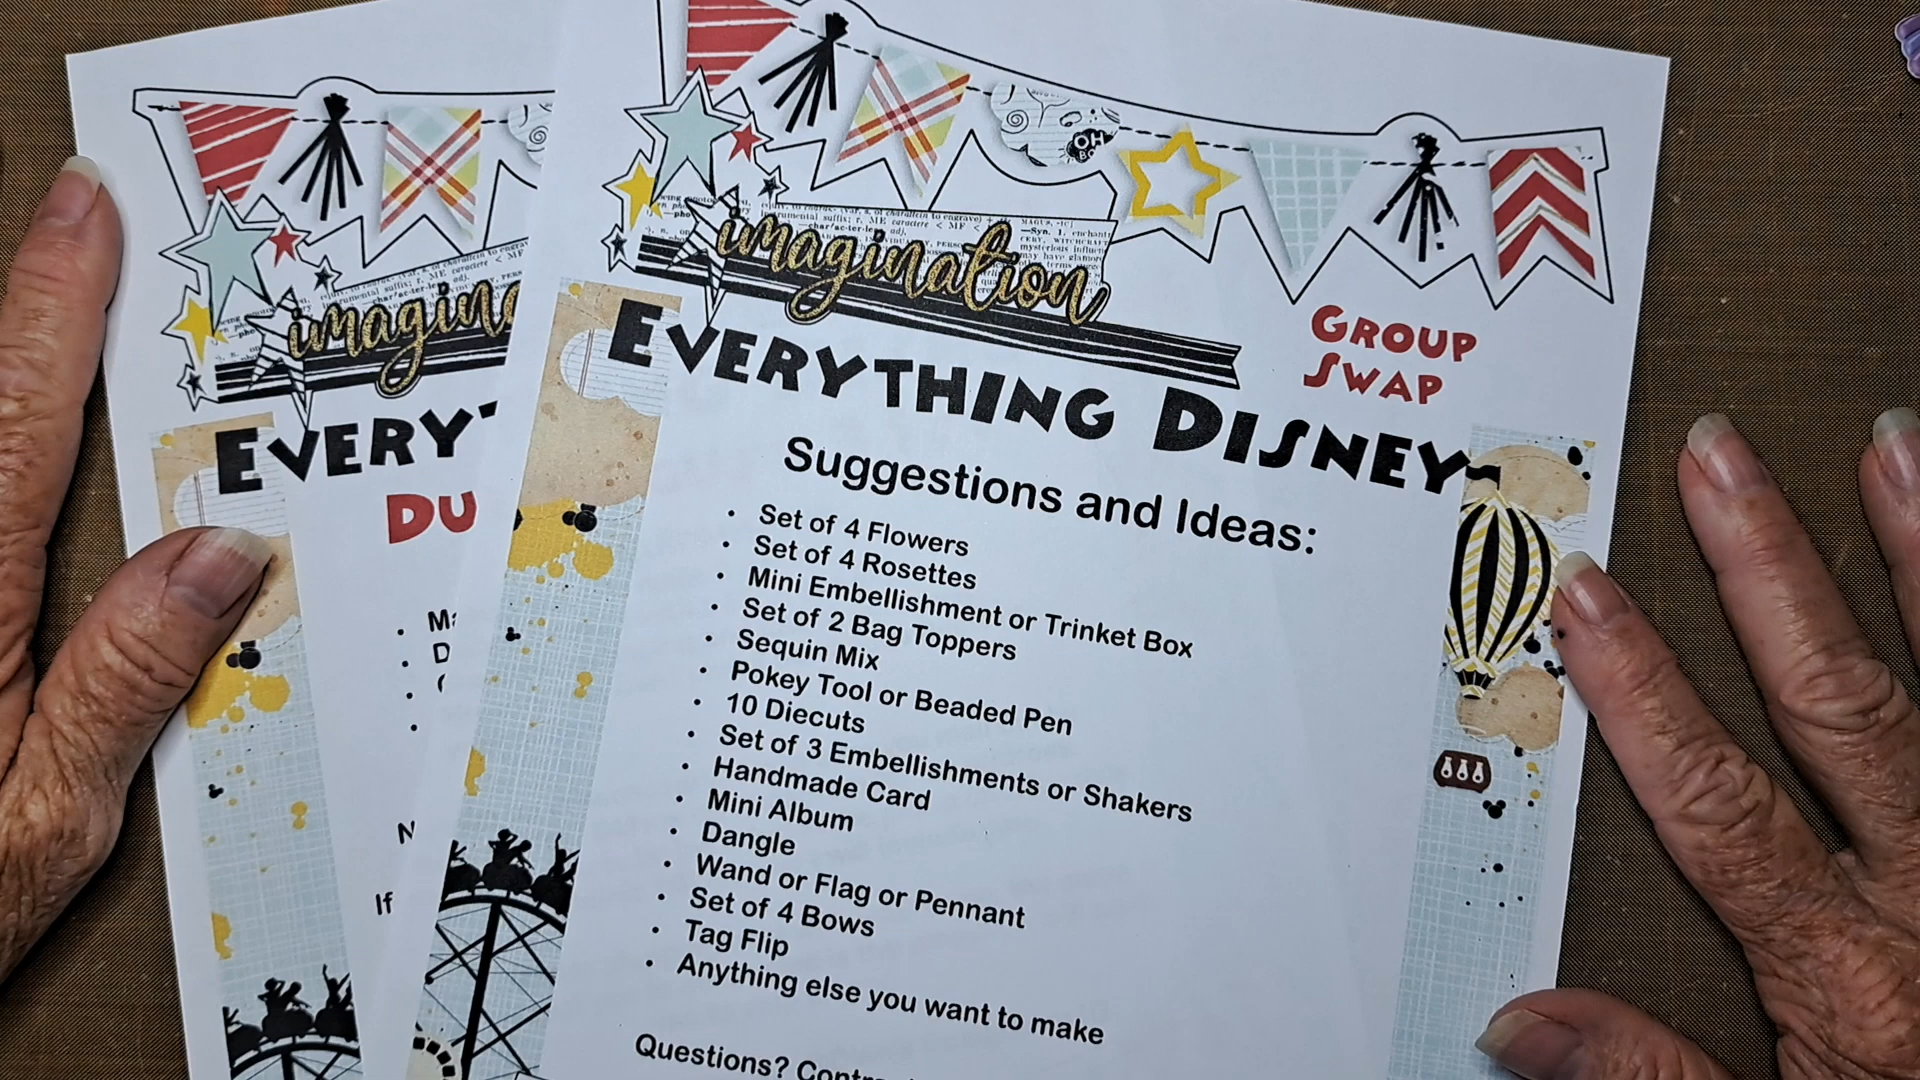 imagination
GROUP
SWAP
EVERYTHING DISNEY
Suggestions and Ideas:
• Set of 4 Flowers
• Set of 4 Rosettes
• Mini Embellishment or Trinket Box
• Set of 2 Bag Toppers
• Sequin Mix
• Pokey Tool or Beaded Pen
• 10 Diecuts
• Set of 3 Embellishments or Shakers
• Handmade Card
• Mini Album
• Dangle
• Wand or Flag or Pennant
• Set of 4 Bows
• Tag Flip
• Anything else you want to make
Questions?
OH
EVERY
DU
If